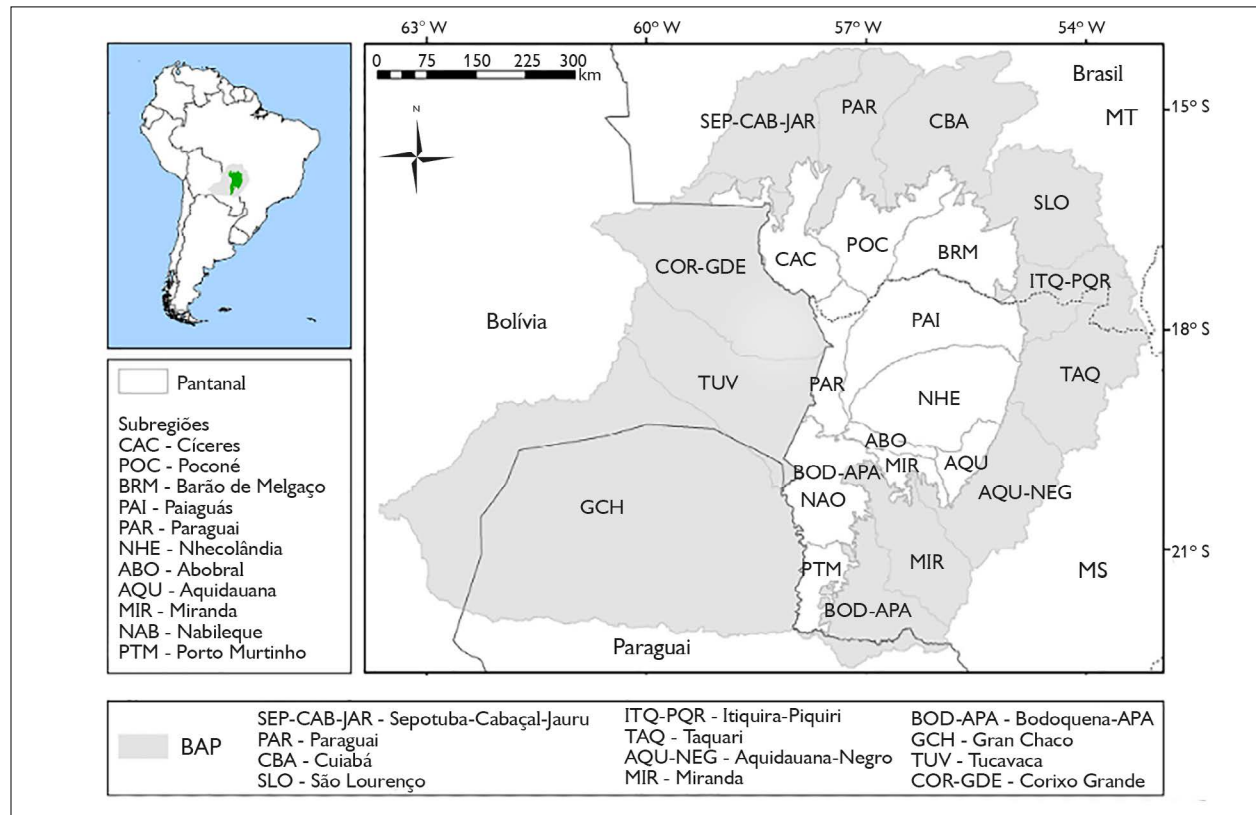 63° W 60° W 57° W 54° W
0 75 150 225 300
km
N
Brasil
MT
15° S
SEP-CAB-JAR
PAR
CBA
SLO
CAC
POC
BRM
COR-GDE
ITQ-PQR
Bolívia
PAI
18° S
TUV
PAR
TAQ
NHE
ABO
BOD-APA
MIR
AQU
AQU-NEG
NAO
GCH
21° S
PTM
MIR
MS
BOD-APA
Paraguai
Pantanal
Subregiões
CAC - Cíceres
POC - Poconé
BRM - Barão de Melgaço
PAI - Paiaguás
PAR - Paraguai
NHE - Nhecolândia
ABO - Abobral
AQU - Aquidauana
MIR - Miranda
NAB - Nabileque
PTM - Porto Murtinho
BAP
SEP-CAB-JAR - Sepotuba-Cabaçal-Jauru
PAR - Paraguai
CBA - Cuiabá
SLO - São Lourenço
ITQ-PQR - Itiquira-Piquiri
TAQ - Taquari
AQU-NEG - Aquidauana-Negro
MIR - Miranda
BOD-APA - Bodoquena-APA
GCH - Gran Chaco
TUV - Tucavaca
COR-GDE - Corixo Grande